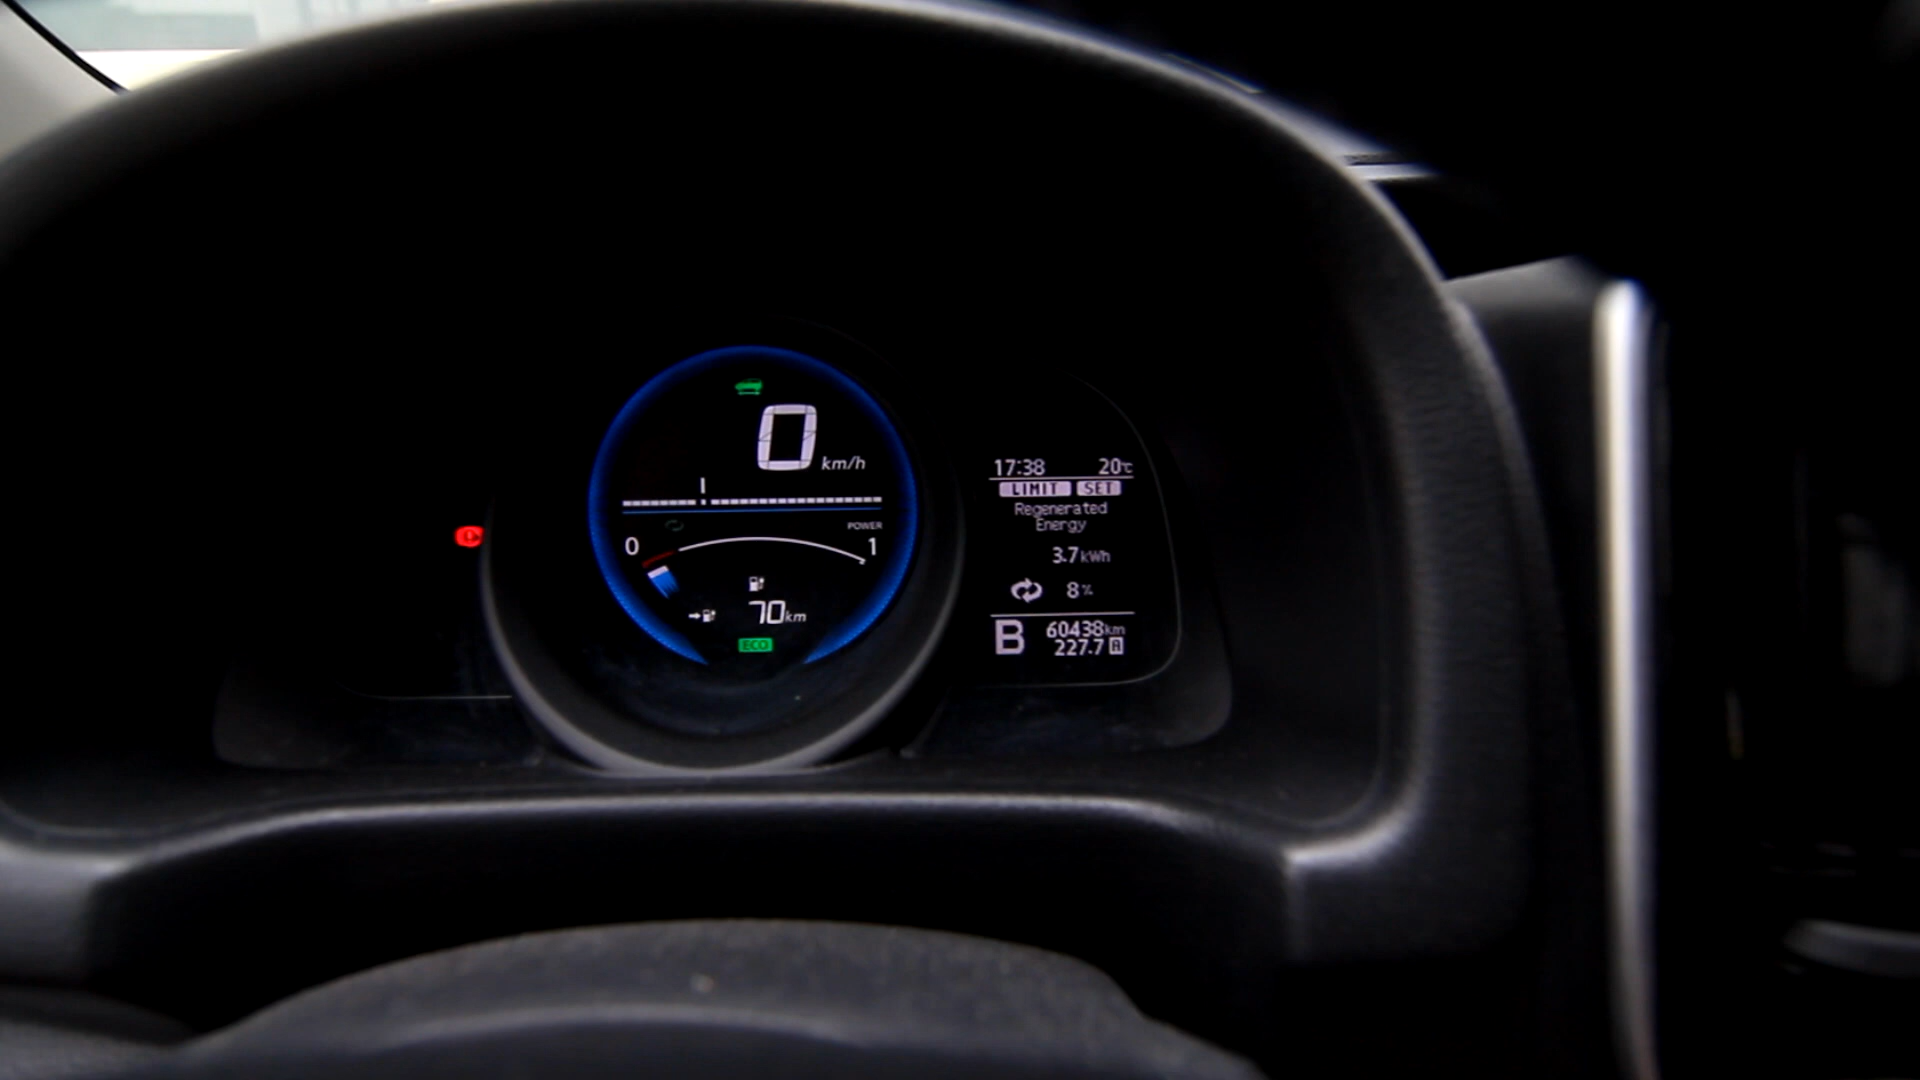 0 km/h
POWER
0 1
70km
ECO
17:38 20℃
LIMIT SET
Regenerated
Energy
3.7kWh
8%
B 60438km
227.7 A